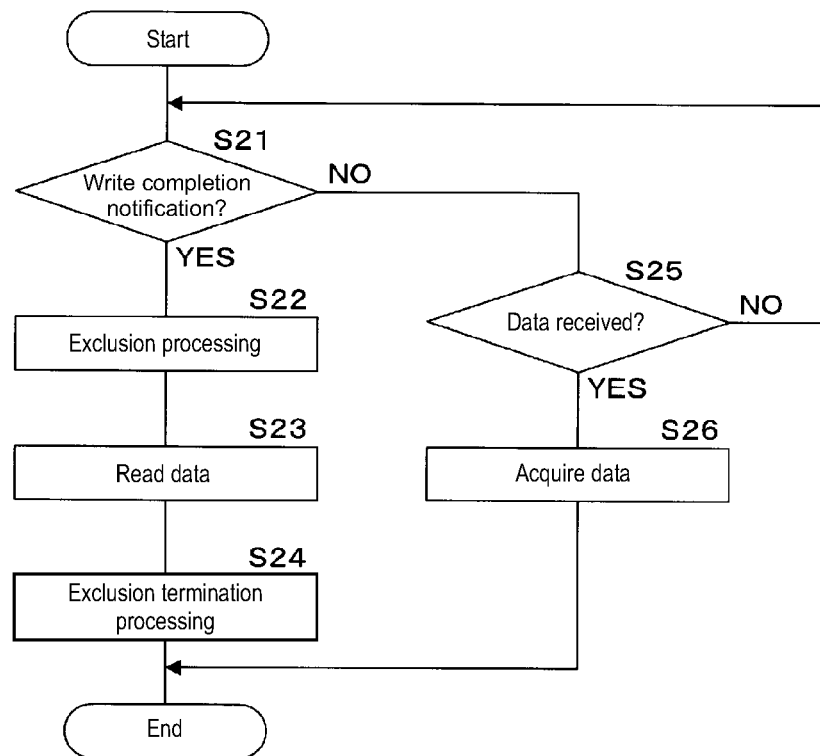 Start
S21
Write completion
notification?
NO
YES
S22
Exclusion processing
S23
Read data
S24
Exclusion termination
processing
S25
Data received?
NO
YES
S26
Acquire data
End